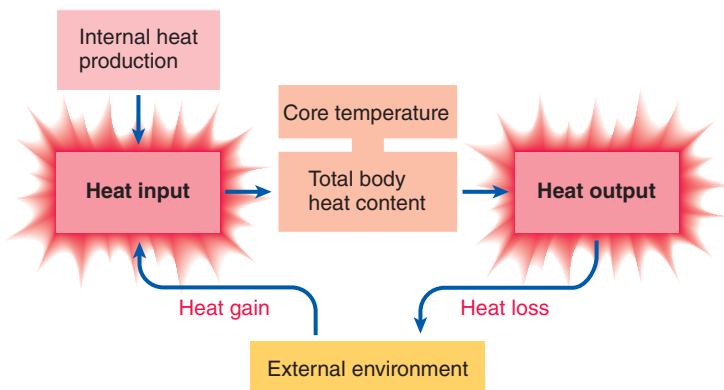 Internal heat
production
Core temperature
Heat input
Total body
heat content
Heat output
Heat gain
Heat loss
External environment